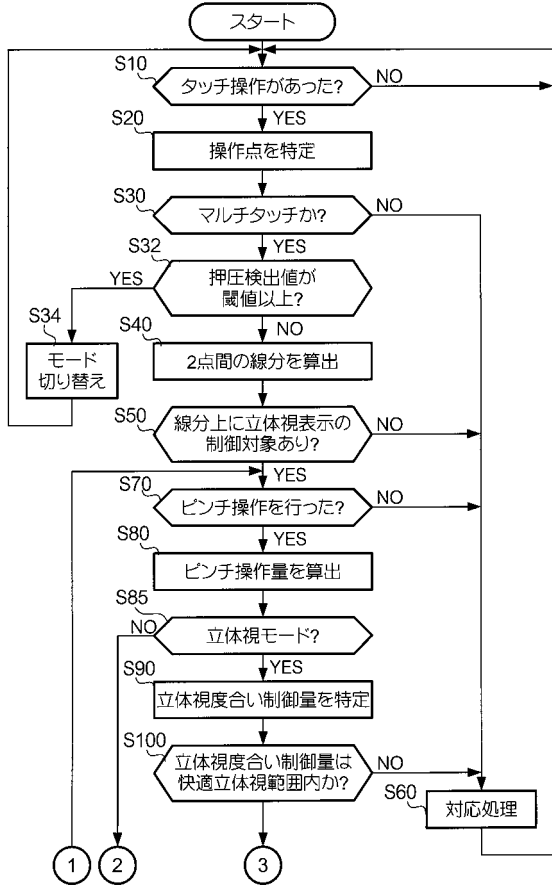 スタート
S10
タッチ操作があった?
NO
YES
S20
操作点を特定
S30
マルチタッチか?
NO
YES
S32
押圧検出値が
閾値以上?
YES
NO
S34
モード
切り替え
S40
2点間の線分を算出
S50
線分上に立体視表示の
制御対象あり?
NO
YES
S70
ピンチ操作を行った?
NO
YES
S80
ピンチ操作量を算出
S85
立体視モード?
NO
YES
S90
立体視度合い制御量を特定
S100
立体視度合い制御量は
快適立体視範囲内か?
NO
S60
対応処理
1
2
3